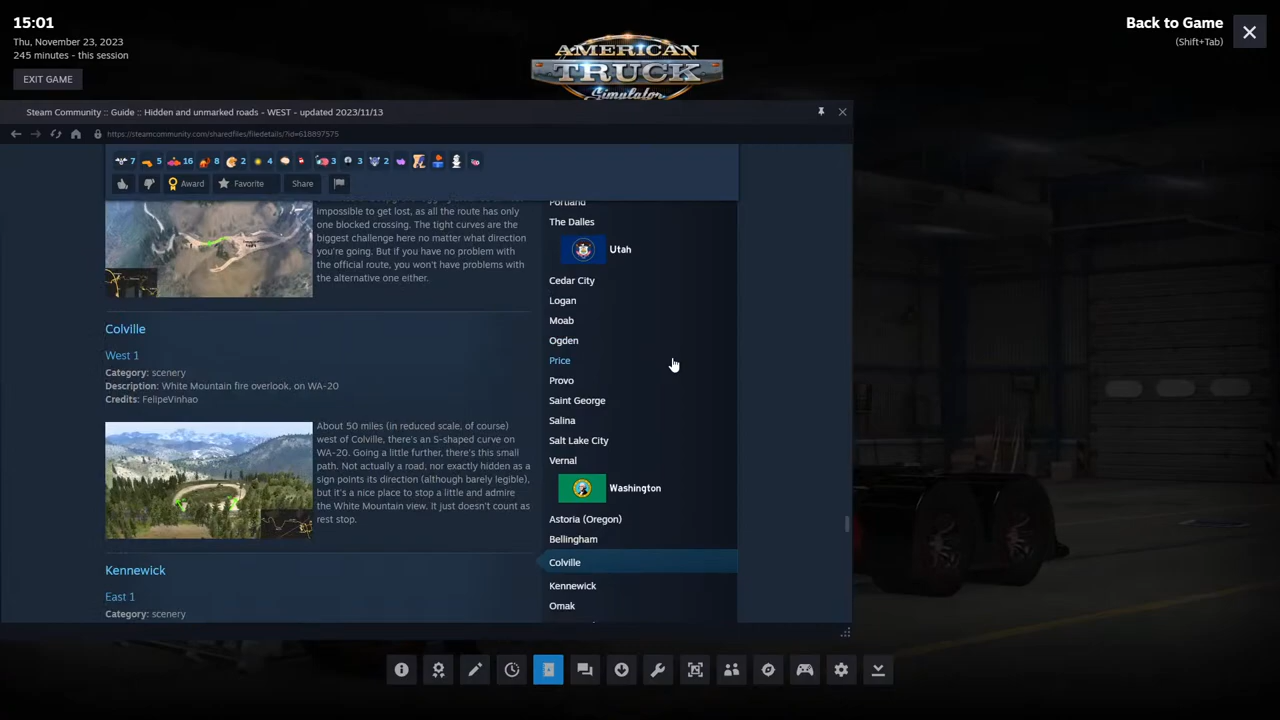 15:01
Thu, November 23, 2023
245 minutes - this session
EXIT GAME
AMERICAN
TRUCK
Simulator
Back to Game
(Shift+Tab)
Steam Community :: Guide :: Hidden and unmarked roads - WEST - updated 2023/11/13
https://steamcommunity.com/sharedfiles/filedetails/?id=618897575
7
5
16
8
2
4
3
3
2
Award
Favorite
Share
impossible to get lost, as all the route has only
one blocked crossing. The tight curves are the
biggest challenge here no matter what direction
you're going. But if you have no problem with
the official route, you won't have problems with
the alternative one either.
Colville
West 1
Category: scenery
Description: White Mountain fire overlook, on WA-20
Credits: FelipeVinhao
About 50 miles (in reduced scale, of course)
west of Colville, there's an S-shaped curve on
WA-20. Going a little further, there's this small
path. Not actually a road, nor exactly hidden as a
sign points its direction (although barely legible),
but it's a nice place to stop a little and admire
the White Mountain view. It just doesn't count as
rest stop.
Kennewick
East 1
Category: scenery
Portland
The Dalles
Utah
Cedar City
Logan
Moab
Ogden
Price
Provo
Saint George
Salina
Salt Lake City
Vernal
Washington
Astoria (Oregon)
Bellingham
Colville
Kennewick
Omak